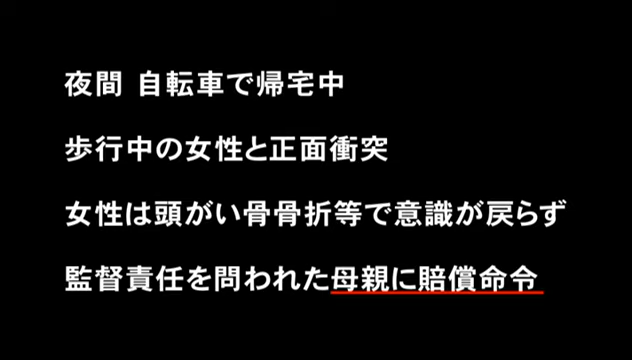 夜間 自転車で帰宅中
歩行中の女性と正面衝突
女性は頭がい骨骨折等で意識が戻らず
監督責任を問われた母親に賠償命令